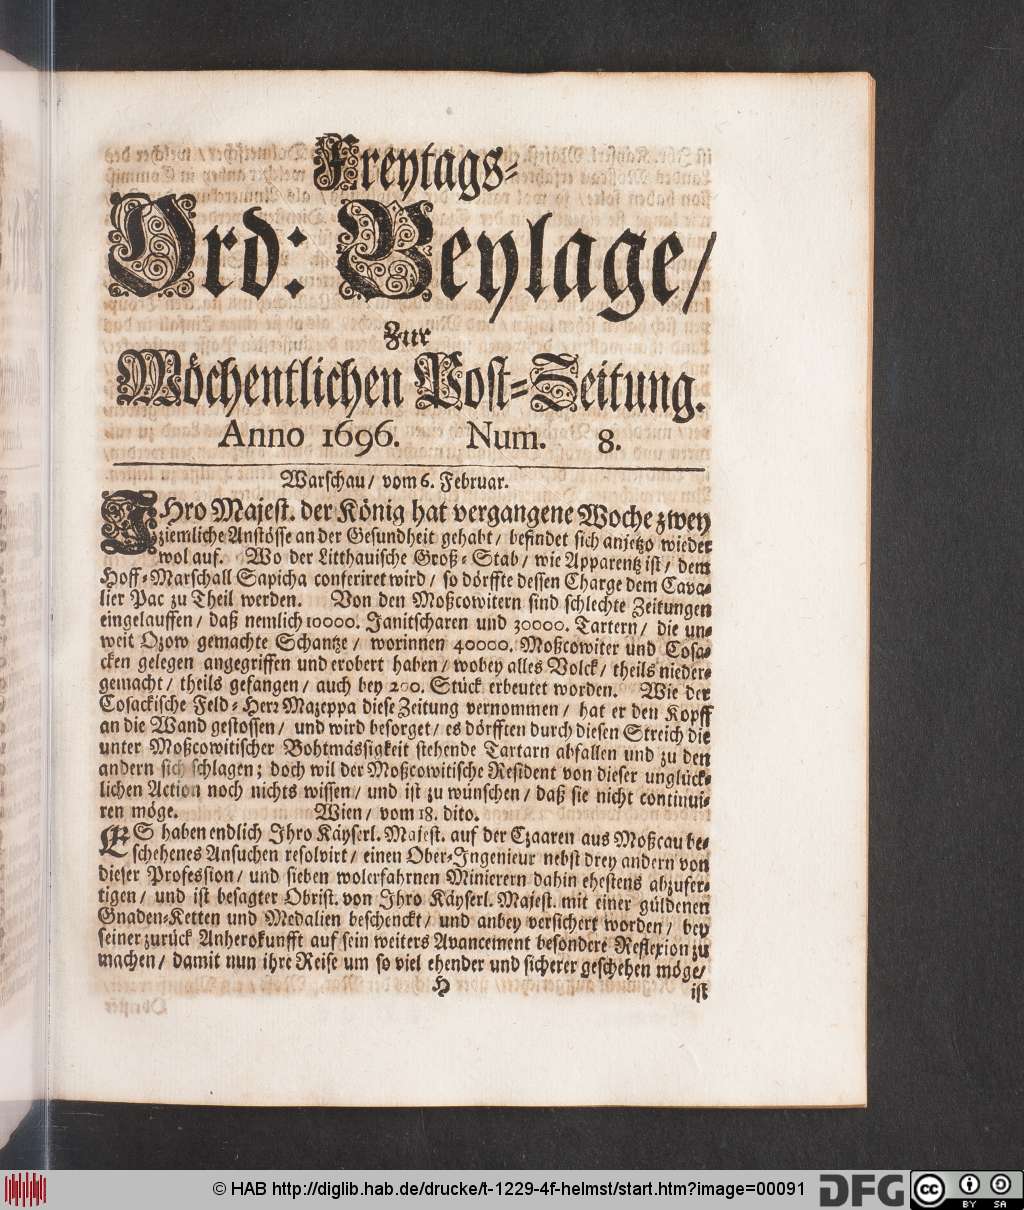 Freytags-
Ord: Beylage/
Zur
Wöchentlichen Post-Zeitung.
Anno 1696. Num. 8.
Warschau/ vom 6. Februar.
IHro Majest. der König hat vergangene Woche zwey
ziemliche Anstösse an der Gesundheit gehabt/ befindet sich anjetzo wieder
wol auf. Wo der Litthauische Groß-Stab/ wie Apparentz ist/ dem
Hoff-Marschall Sapicha conferiret wird/ so dörffte dessen Charge dem Cava-
lier Pac zu Theil werden. Von den Moßcowitern sind schlechte Zeitungen
eingelauffen/ daß nemlich 10000. Janitscharen und 30000. Tartern/ die un-
weit Ozow gemachte Schantze/ worinnen 40000. Moßcowiter und Cosa-
cken gelegen angegriffen und erobert haben/ wobey alles Volck/ theils nieder-
gemacht/ theils gefangen/ auch bey 200. Stück erbeutet worden. Wie der
Cosackische Feld-Herr Mazeppa diese Zeitung vernommen/ hat er den Kopff
an die Wand gestossen/ und wird besorget/ es dörfften durch diesen Streich die
unter Moßcowitischer Bohtmässigkeit stehende Tartarn abfallen und zu den
andern sich schlagen; doch wil der Moßcowitische Resident von dieser unglück-
lichen Action noch nichts wissen/ und ist zu wünschen/ daß sie nicht continui-
ren möge. Wien/ vom 18. dito.
ES haben endlich Ihro Käyserl. Majest. auf der Czaaren aus Moßcau be-
schehenes Ansuchen resolvirt/ einen Ober-Ingenieur nebst drey andern von
dieser Profession/ und sieben wolerfahrnen Minierern dahin ehestens abzufer-
tigen/ und ist besagter Obrist. von Ihro Käyserl. Majest. mit einer güldenen
Gnaden-Ketten und Medalien beschenckt/ und anbey versichert worden/ bey
seiner zurück Anherokunfft auf sein weiters Avancement besondere Reflexion zu
machen/ damit nun ihre Reise um so viel ehender und sicherer geschehen möge/
H ist
© HAB http://diglib.hab.de/drucke/t-1229-4f-helmst/start.htm?image=00091
DFG
cc BY SA